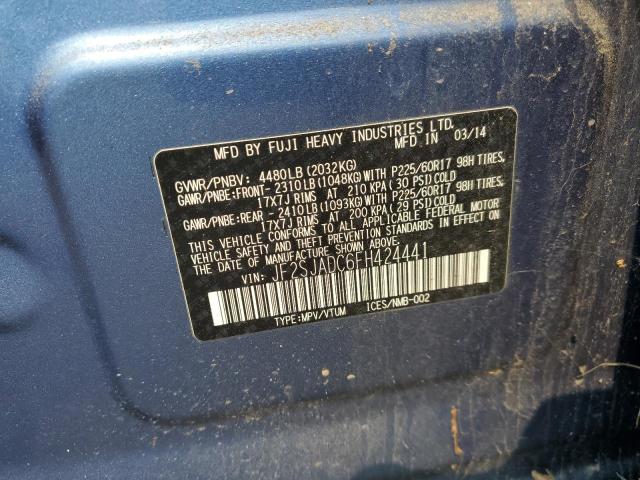 MFD BY FUJI HEAVY INDUSTRIES LTD.
MFD IN 03/14
GVWR/PNBV: 4480LB (2032KG)
GAWR/PNBE:FRONT- 2310LB(1048KG)WITH P225/60R17 98H TIRES,
17X7J RIMS AT 210 KPA (30 PSI) COLD
GAWR/PNBE:REAR - 2410LB(1093KG)WITH P225/60R17 98H TIRES,
17X7J RIMS AT 200 KPA (29 PSI) COLD
THIS VEHICLE CONFORMS TO ALL APPLICABLE FEDERAL MOTOR
VEHICLE SAFETY, BUMPER, AND THEFT PREVENTION STANDARDS IN EFFECT ON
THE DATE OF MANUFACTURE SHOWN ABOVE.
VIN: JF2SJADC6FH424441
TYPE:MPV/VTUM ICES/NMB-002